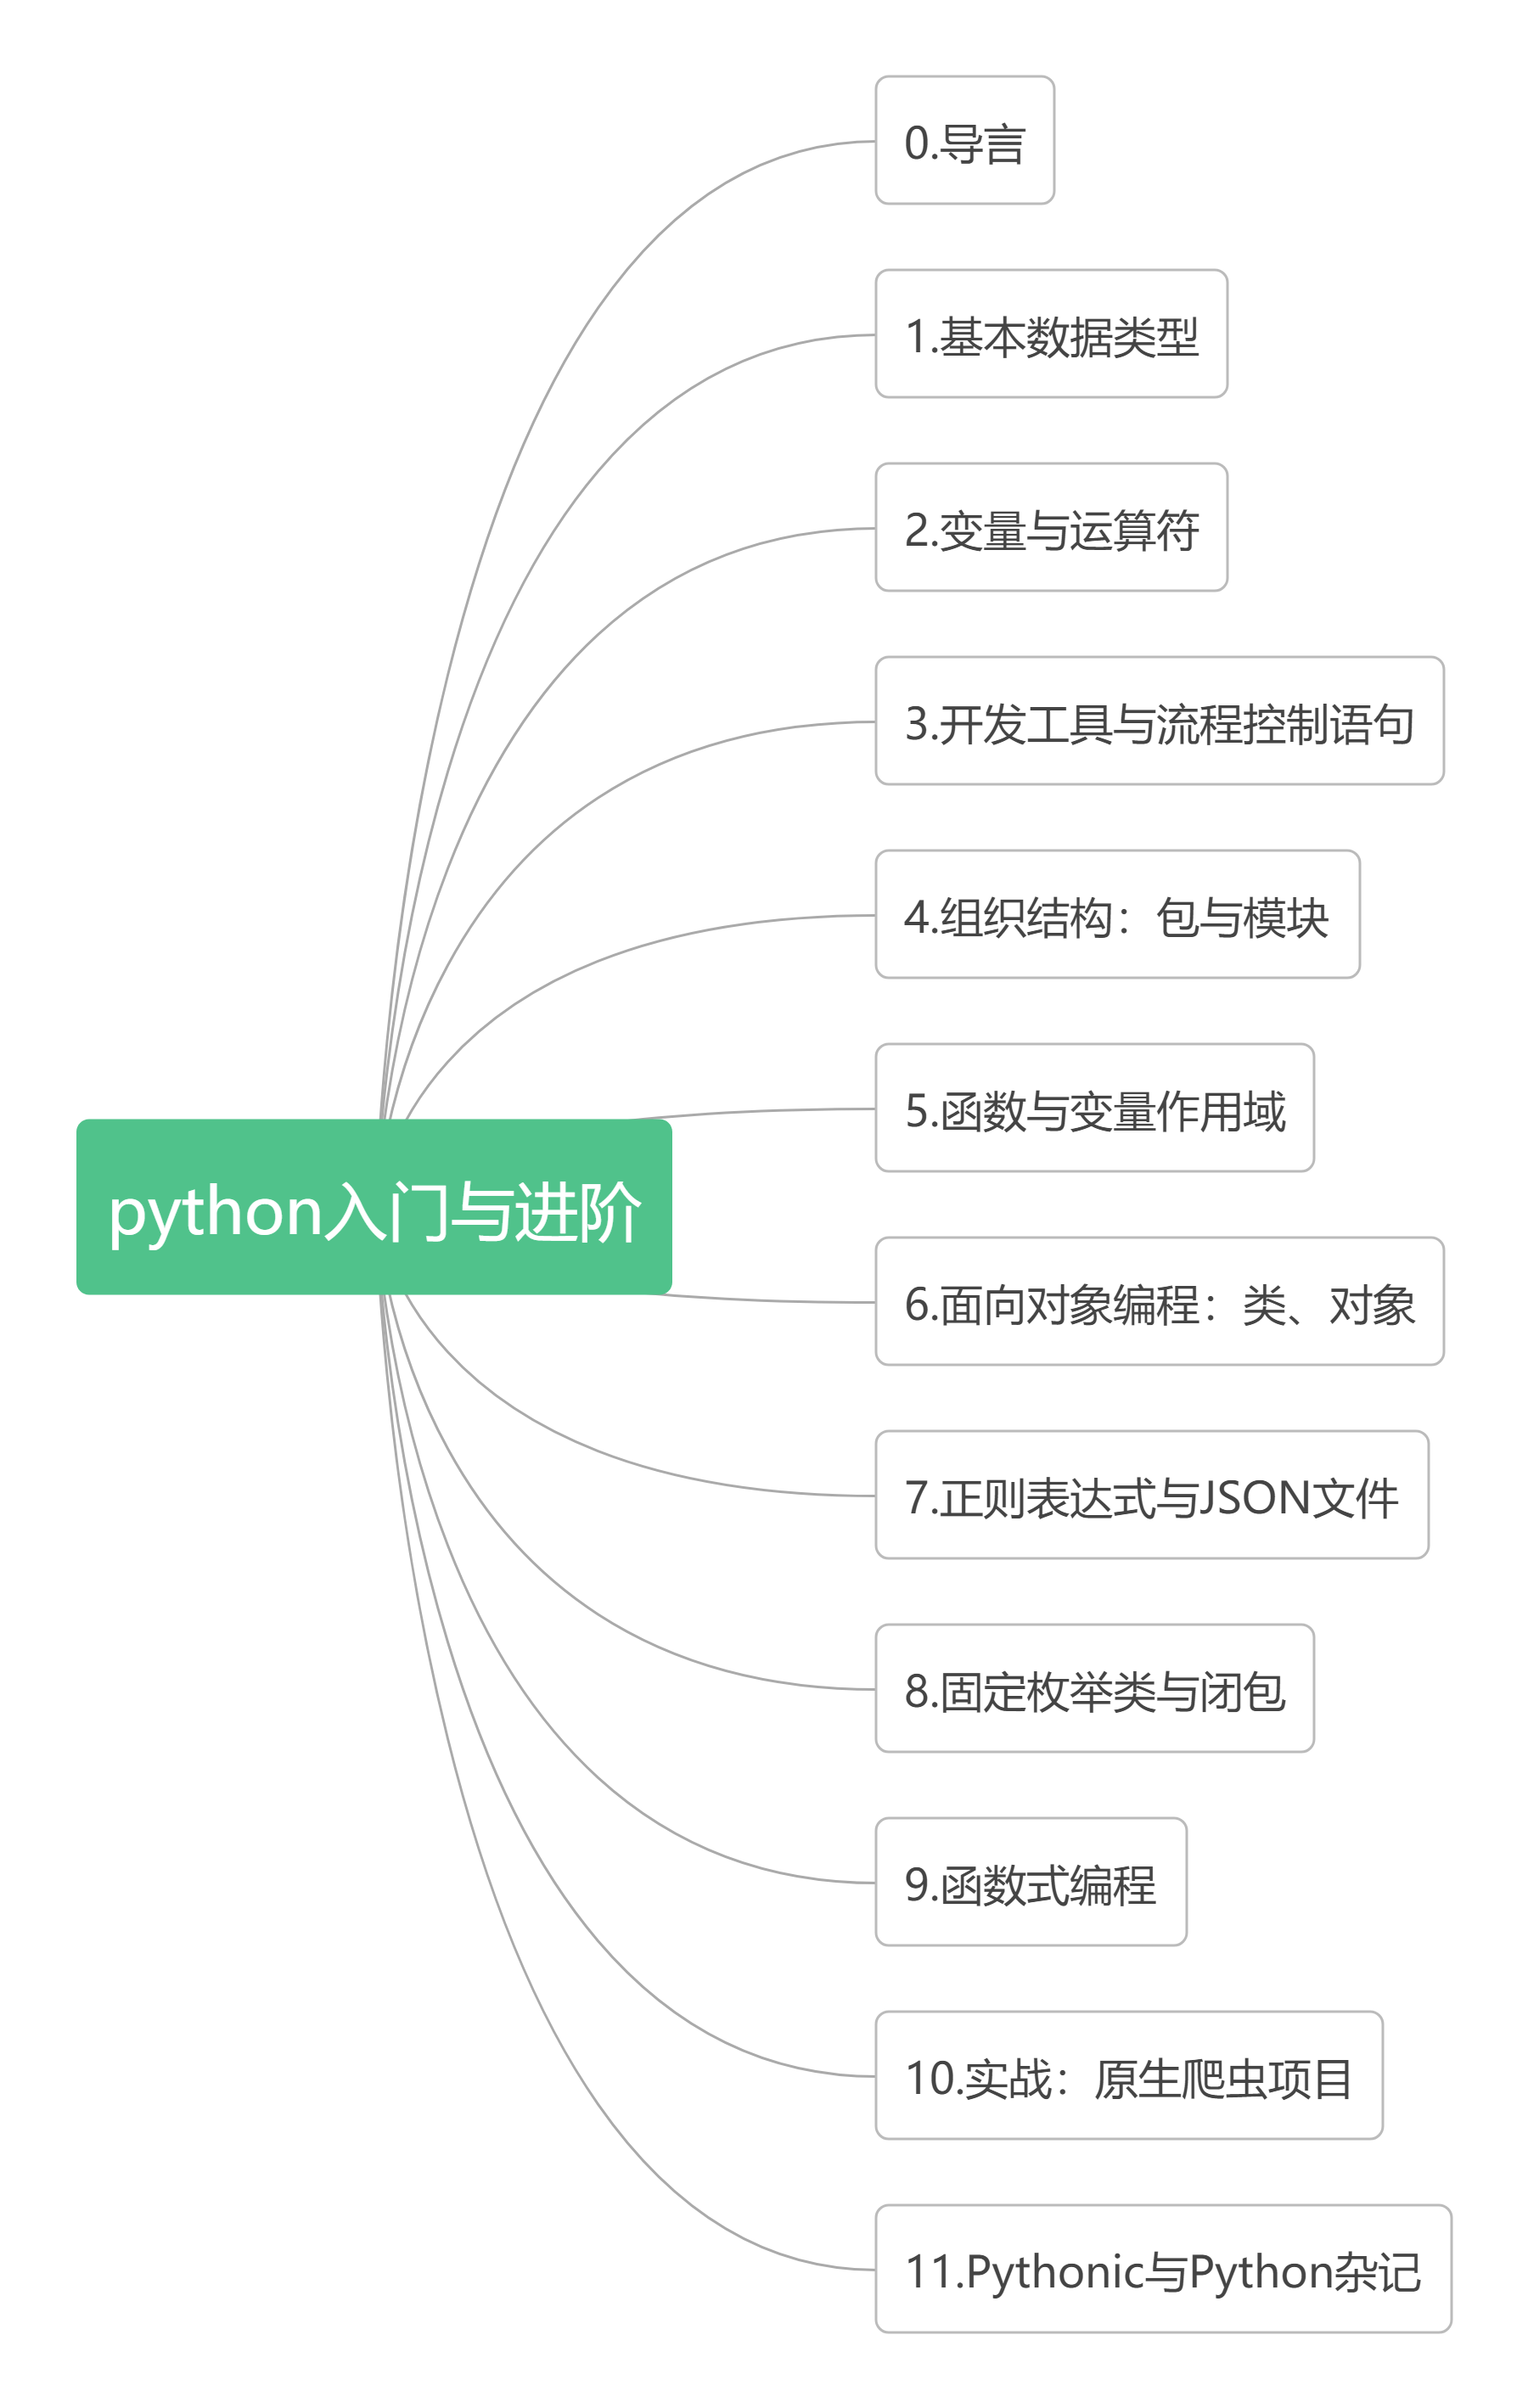 0.导言
1.基本数据类型
2.变量与运算符
3.开发工具与流程控制语句
4.组织结构：包与模块
5.函数与变量作用域
python入门与进阶
6.面向对象编程：类、对象
7.正则表达式与JSON文件
8.固定枚举类与闭包
9.函数式编程
10.实战：原生爬虫项目
11.Pythonic与Python杂记